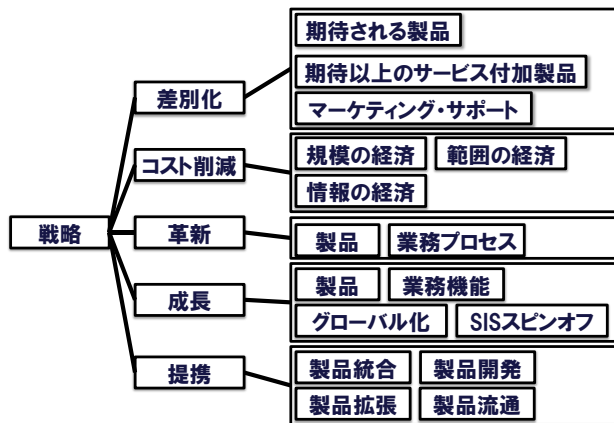 戦略
差別化
期待される製品
期待以上のサービス付加製品
マーケティング・サポート
コスト削減
規模の経済 範囲の経済
情報の経済
革新
製品 業務プロセス
成長
製品 業務機能
グローバル化 SISスピンオフ
提携
製品統合 製品開発
製品拡張 製品流通